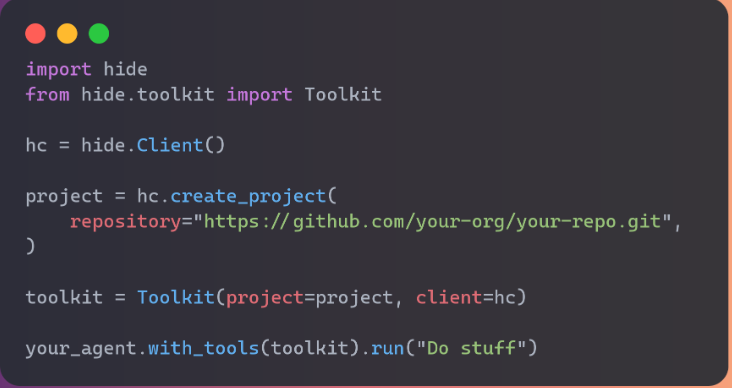 import hide
from hide.toolkit import Toolkit
hc = hide.Client()
project = hc.create_project(
    repository="https://github.com/your-org/your-repo.git",
)
toolkit = Toolkit(project=project, client=hc)
your_agent.with_tools(toolkit).run("Do stuff")